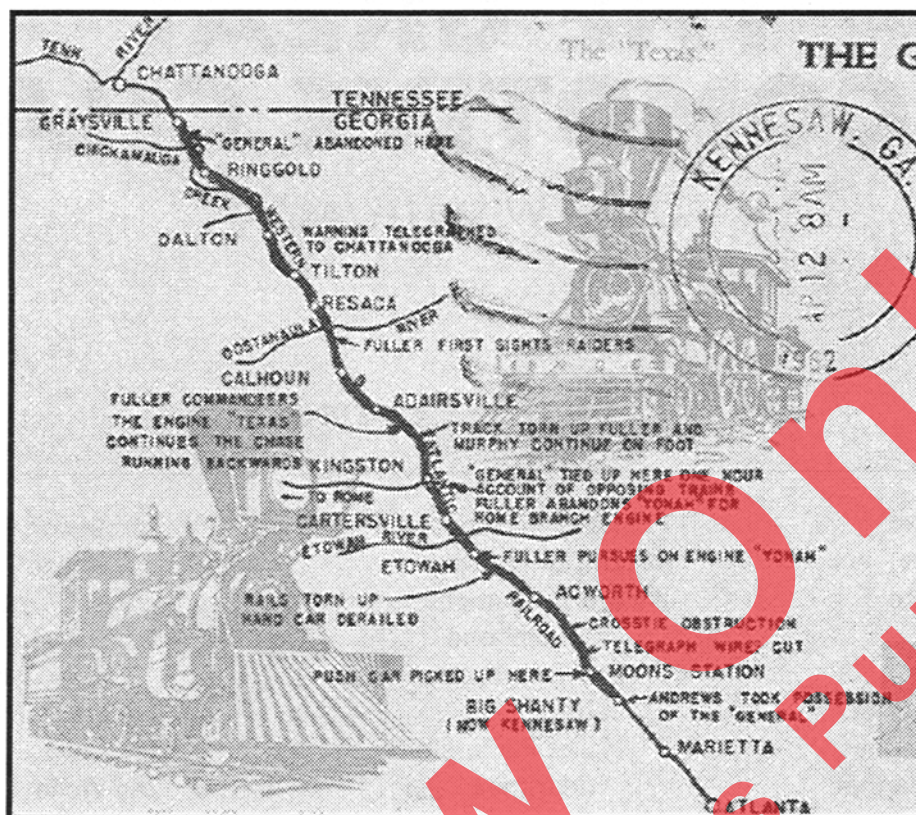 The "Texas."
THE G
TENN RIVER
CHATTANOOGA
TENNESSEE
GEORGIA
KENNESAW, GA.
12 8AM
1962
GRAYSVILLE
"GENERAL" ABANDONED HERE
CHICKAMAUGA
RINGGOLD
CREEK
DALTON
WESTERN
WARNING TELEGRAPHED
TO CHATTANOOGA
TILTON
RESACA
OOSTANAULA RIVER
FULLER FIRST SIGHTS RAIDERS
CALHOUN
ADAIRSVILLE
FULLER COMMANDEERS
THE ENGINE "TEXAS"
CONTINUES THE CHASE
RUNNING BACKWARDS
TRACK TORN UP FULLER AND
MURPHY CONTINUE ON FOOT
ATLANTIC
KINGSTON
TO ROME
"GENERAL" TIED UP HERE ONE HOUR
ACCOUNT OF OPPOSING TRAINS
FULLER ABANDONS "YONAH" FOR
ROME BRANCH ENGINE
CARTERSVILLE
ETOWAH RIVER
FULLER PURSUES ON ENGINE "YONAH"
ETOWAH
RAILS TORN UP
HAND CAR DERAILED
ACWORTH
RAILROAD
CROSSTIE OBSTRUCTION
TELEGRAPH WIRES CUT
PUSH CAR PICKED UP HERE
MOONS STATION
BIG SHANTY
(NOW KENNESAW)
ANDREWS TOOK POSSESSION
OF THE "GENERAL"
MARIETTA
ATLANTA